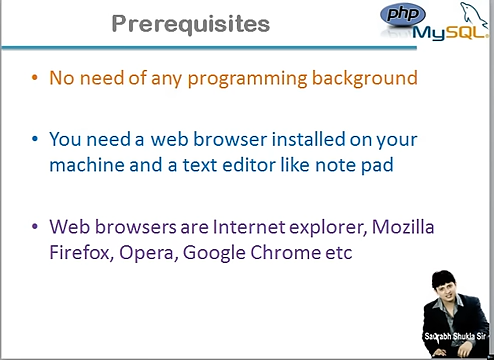 Prerequisites
php
MySQL
• No need of any programming background
• You need a web browser installed on your
machine and a text editor like note pad
• Web browsers are Internet explorer, Mozilla
Firefox, Opera, Google Chrome etc
Saurabh Shukla Sir